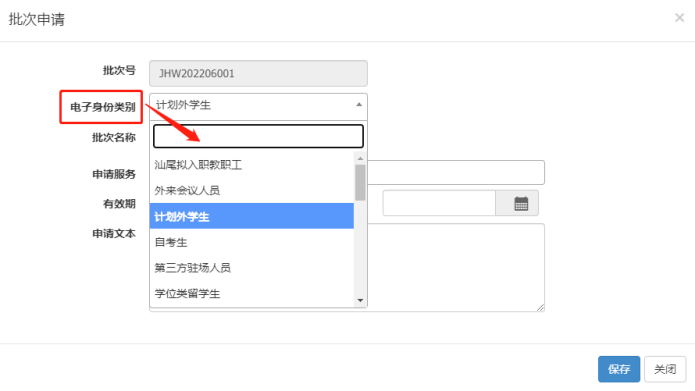 批次申请
批次号 JHW202206001
电子身份类别 计划外学生
批次名称
汕尾拟入职教职工
申请服务
外来会议人员
有效期
计划外学生
申请文本
自考生
第三方驻场人员
学位类留学生
保存 关闭